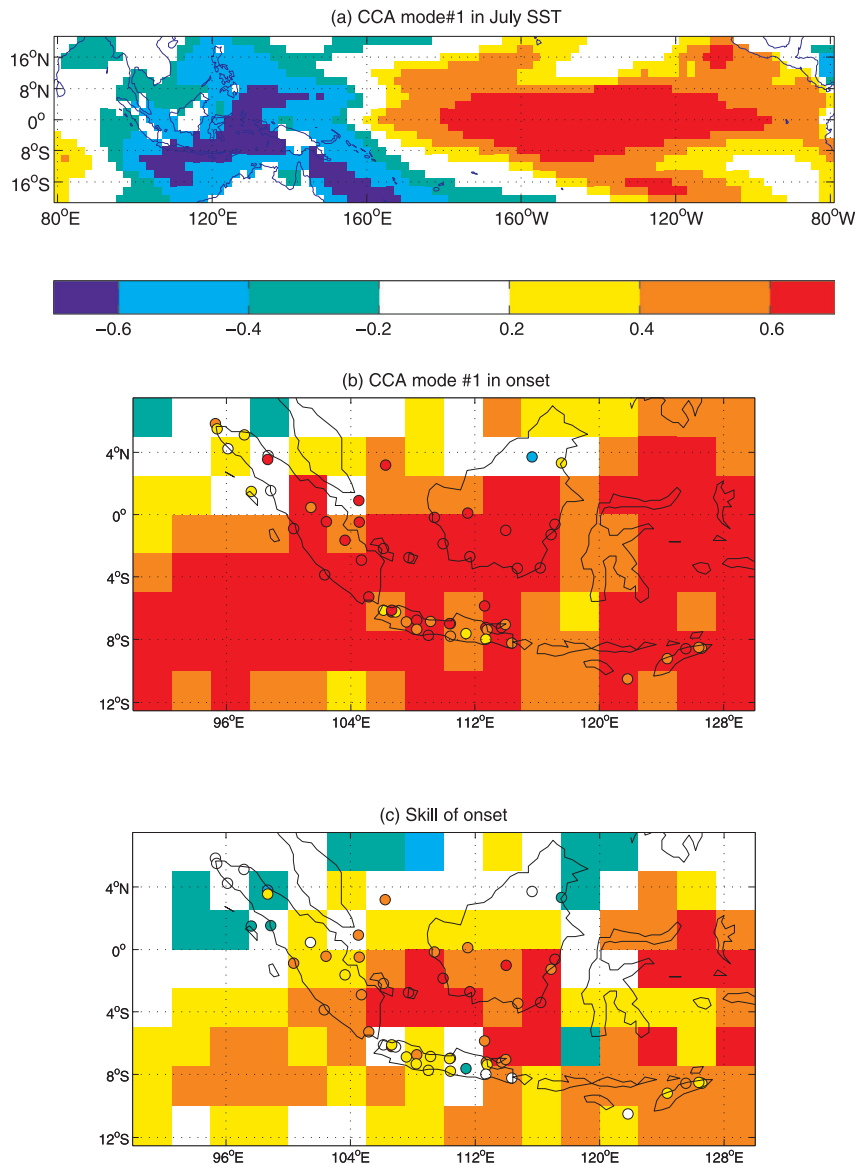 (a) CCA mode#1 in July SST
16°N
8°N
0°
8°S
16°S
80°E 120°E 160°E 160°W 120°W 80°W
−0.6 −0.4 −0.2 0.2 0.4 0.6
(b) CCA mode #1 in onset
4°N
0°
4°S
8°S
12°S
96°E 104°E 112°E 120°E 128°E
(c) Skill of onset
4°N
0°
4°S
8°S
12°S
96°E 104°E 112°E 120°E 128°E